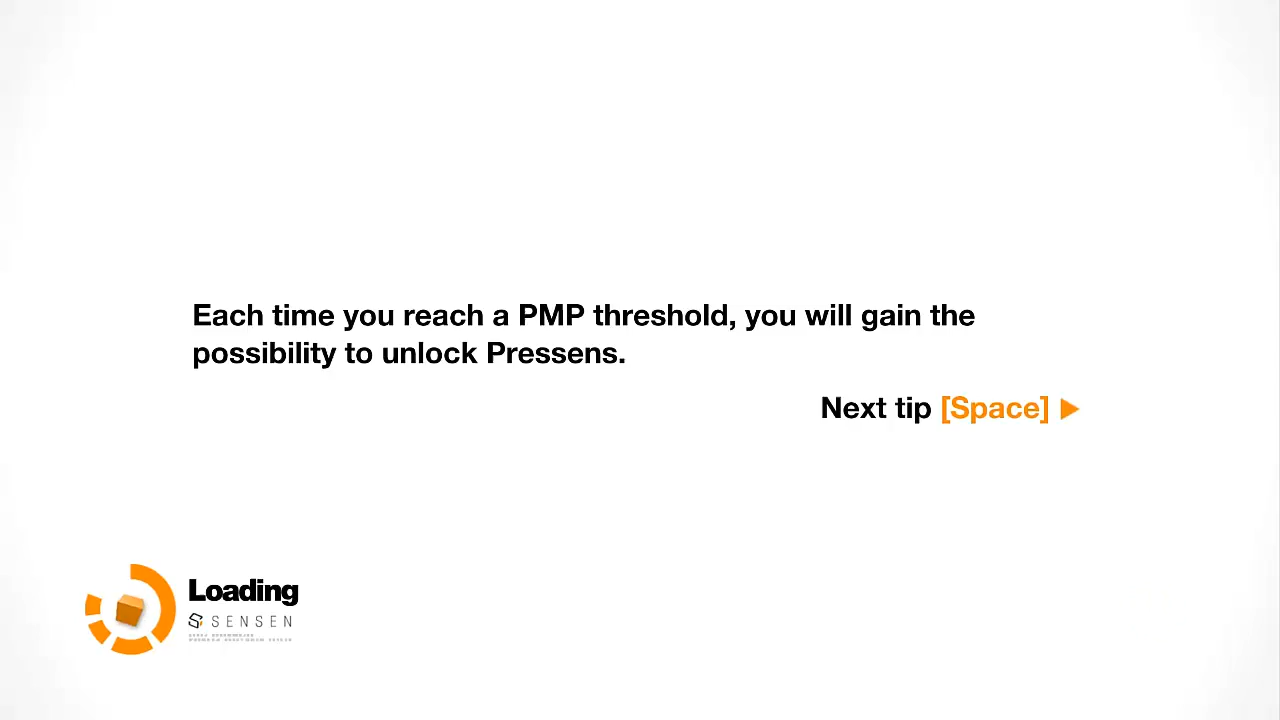 Each time you reach a PMP threshold, you will gain the
possibility to unlock Pressens.
Next tip [Space]
Loading
SENSEN